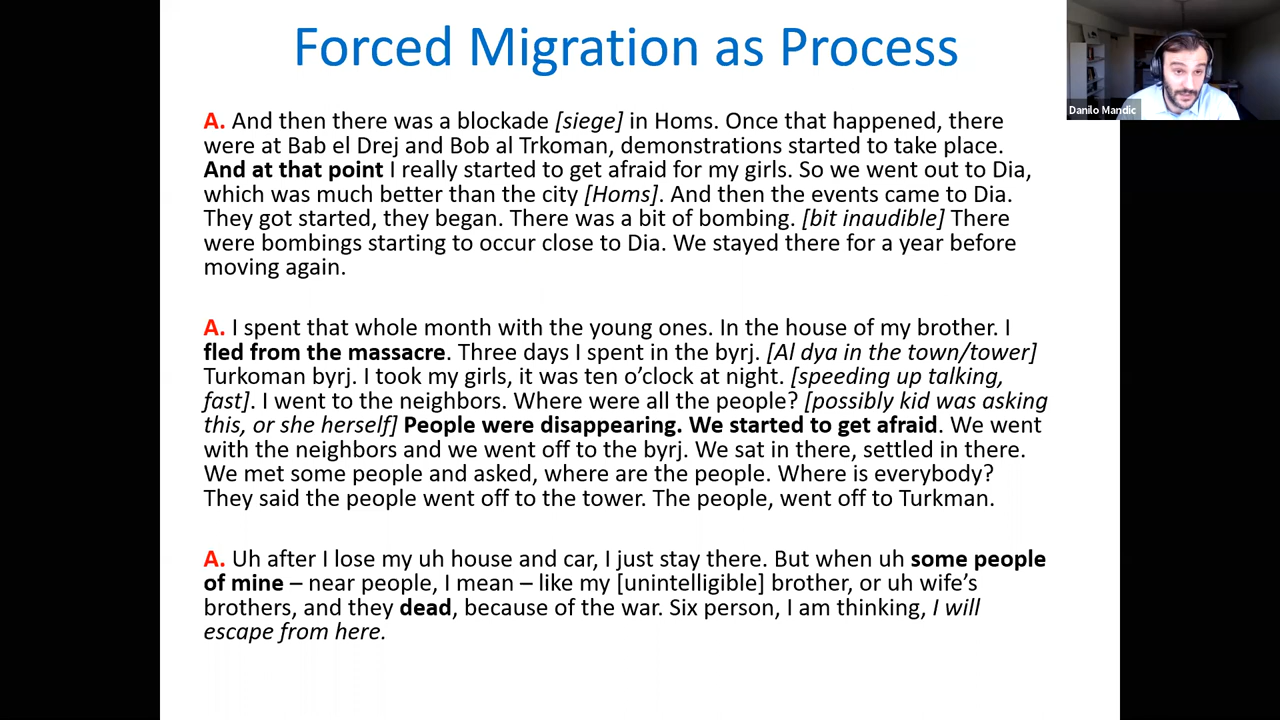 Forced Migration as Process
Danilo Mandic
A. And then there was a blockade [siege] in Homs. Once that happened, there
were at Bab el Drej and Bob al Trkoman, demonstrations started to take place.
And at that point I really started to get afraid for my girls. So we went out to Dia,
which was much better than the city [Homs]. And then the events came to Dia.
They got started, they began. There was a bit of bombing. [bit inaudible] There
were bombings starting to occur close to Dia. We stayed there for a year before
moving again.
A. I spent that whole month with the young ones. In the house of my brother. I
fled from the massacre. Three days I spent in the byrj. [Al dya in the town/tower]
Turkoman byrj. I took my girls, it was ten o’clock at night. [speeding up talking,
fast]. I went to the neighbors. Where were all the people? [possibly kid was asking
this, or she herself] People were disappearing. We started to get afraid. We went
with the neighbors and we went off to the byrj. We sat in there, settled in there.
We met some people and asked, where are the people. Where is everybody?
They said the people went off to the tower. The people, went off to Turkman.
A. Uh after I lose my uh house and car, I just stay there. But when uh some people
of mine – near people, I mean – like my [unintelligible] brother, or uh wife’s
brothers, and they dead, because of the war. Six person, I am thinking, I will
escape from here.